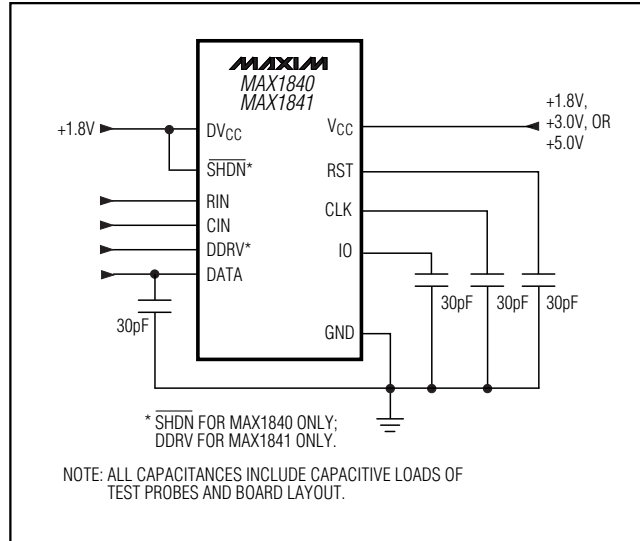 MAXIM
MAX1840
MAX1841
+1.8V
DVCC
SHDN*
RIN
CIN
DDRV*
DATA
30pF
VCC
RST
CLK
IO
GND
+1.8V,
+3.0V, OR
+5.0V
30pF
30pF
30pF
* SHDN FOR MAX1840 ONLY;
DDRV FOR MAX1841 ONLY.
NOTE: ALL CAPACITANCES INCLUDE CAPACITIVE LOADS OF
TEST PROBES AND BOARD LAYOUT.